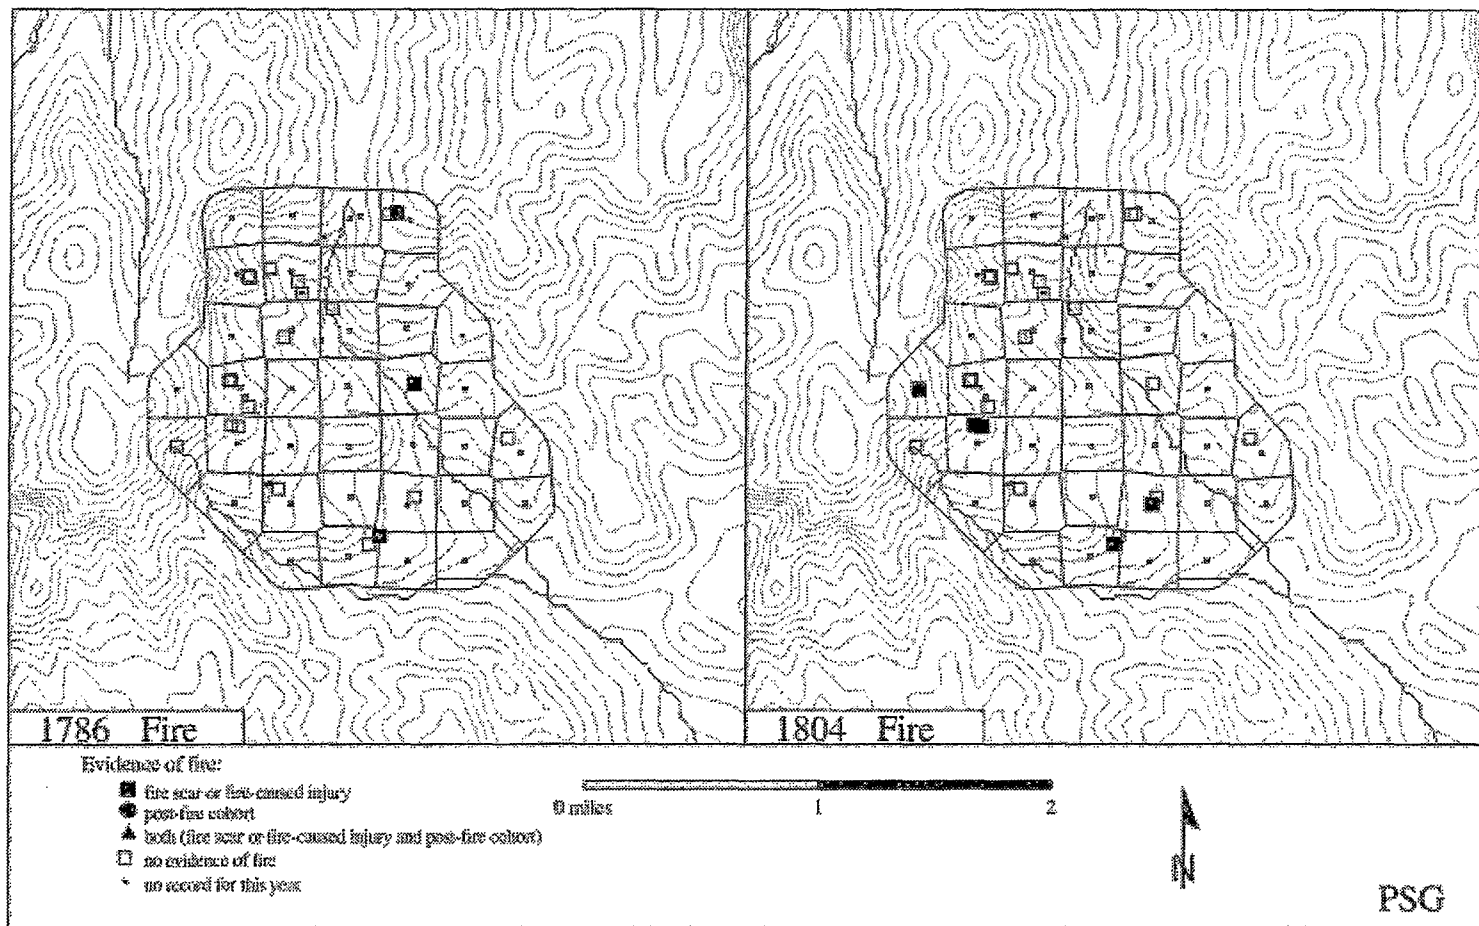 1786 Fire
1804 Fire
Evidence of fire:
fire scar or fire-caused injury
post-fire cohort
both (fire scar or fire-caused injury and post-fire cohort)
no evidence of fire
no record for this year
0 miles 1 2
N
PSG